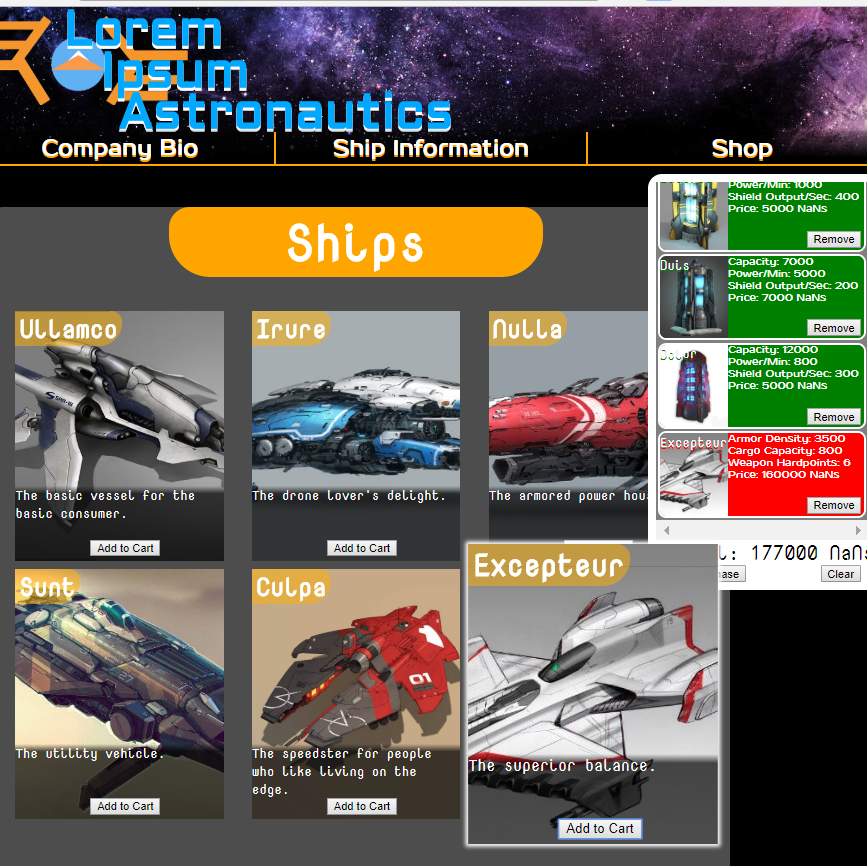 Lorem
Ipsum
Astronautics
Company Bio
Ship Information
Shop
Ships
Power/Min: 1000
Shield Output/Sec: 400
Price: 5000 NaNs
Remove
Duis
Capacity: 7000
Power/Min: 5000
Shield Output/Sec: 200
Price: 7000 NaNs
Remove
Capacity: 12000
Power/Min: 800
Shield Output/Sec: 300
Price: 5000 NaNs
Remove
Excepteur
Armor Density: 3500
Cargo Capacity: 800
Weapon Hardpoints: 6
Price: 160000 NaNs
Remove
l: 177000 NaNs
ase
Clear
Ullamco
The basic vessel for the
basic consumer.
Add to Cart
Irure
The drone lover's delight.
Add to Cart
Nulla
The armored power hou
Sunt
The utility vehicle.
Add to Cart
Culpa
01
The speedster for people
who like living on the
edge.
Add to Cart
Excepteur
The superior balance.
Add to Cart